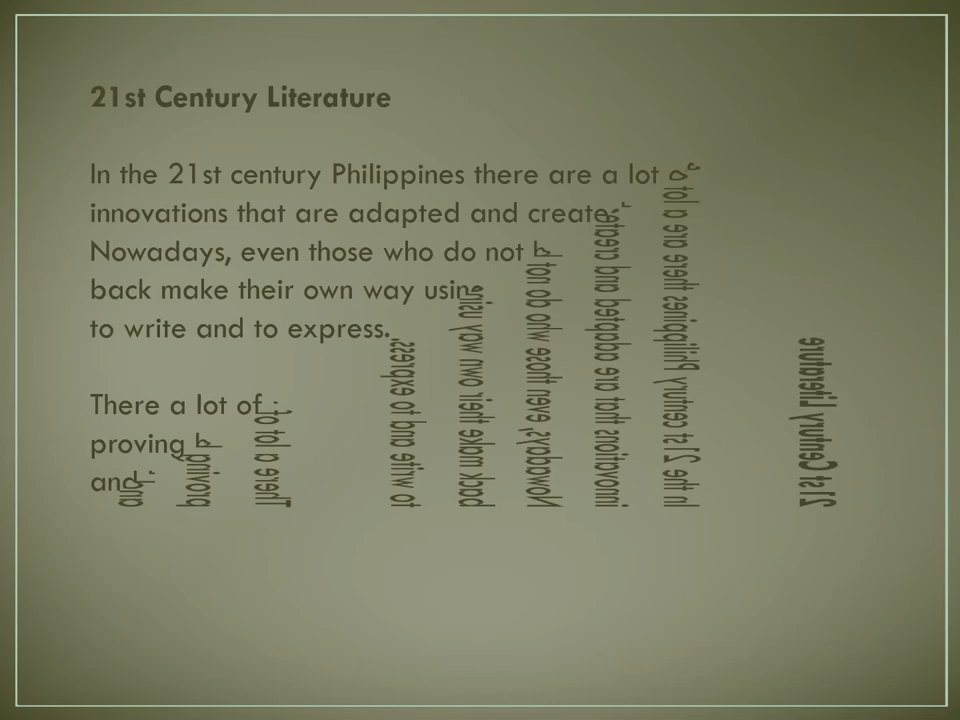 21st Century Literature
In the 21st century Philippines there are a lot
innovations that are adapted and create
Nowadays, even those who do not
back make their own way using
to write and to express.
There a lot of
proving
and